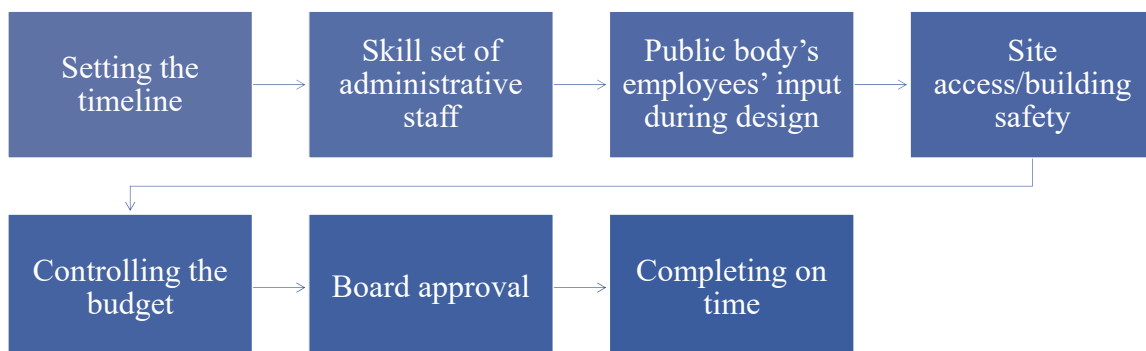 Setting the
timeline
Skill set of
administrative
staff
Public body's
employees' input
during design
Site
access/building
safety
Controlling the
budget
Board approval
Completing on
time